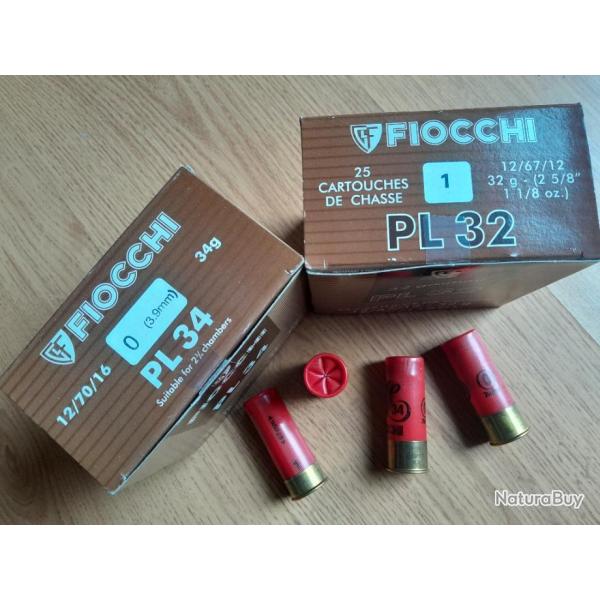 FIOCCHI
25
CARTOUCHES
DE CHASSE
1
12/67/12
32 g - (2 5/8"
1 1/8 oz.)
PL 32
FIOCCHI
34g
0 (3.9mm)
PL 34
12/70/16
Suitable for 2¾ chambers
34
NaturaBuy